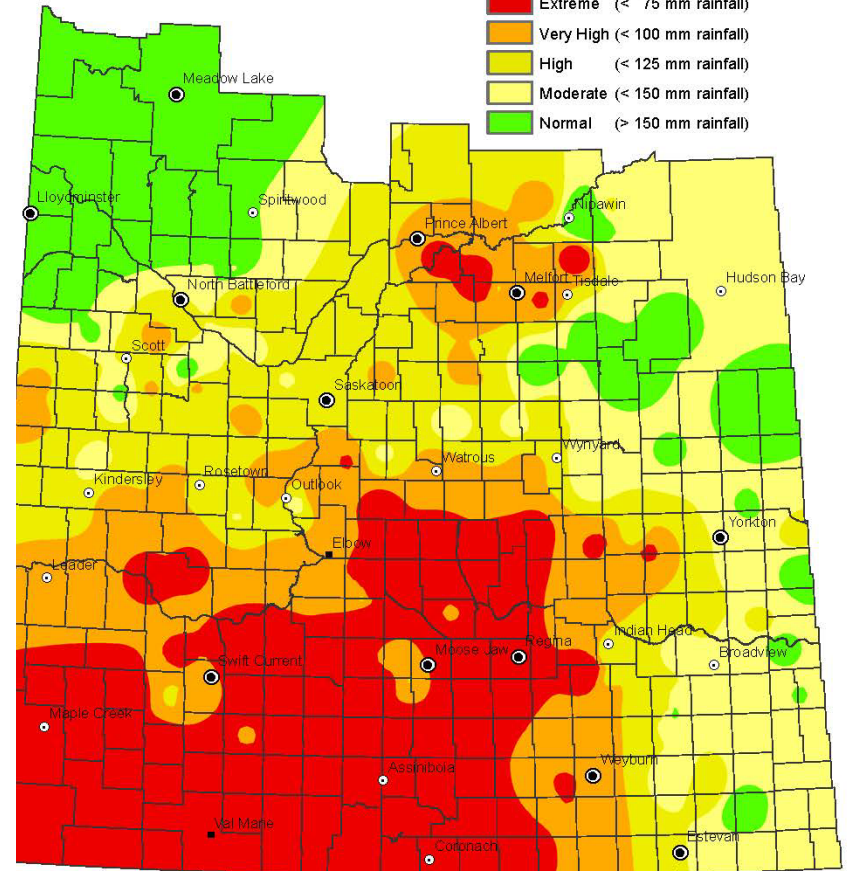 Extreme (< 75 mm rainfall)
Very High (< 100 mm rainfall)
High (< 125 mm rainfall)
Moderate (< 150 mm rainfall)
Normal (> 150 mm rainfall)
Meadow Lake
Lloydminster
Spiritwood
Nipawin
Prince Albert
North Battleford
Melfort
Tisdale
Hudson Bay
Scott
Saskatoon
Watrous
Wynyard
Kindersley
Rosetown
Outlook
Yorkton
Elbow
Leader
Indian Head
Moose Jaw
Regina
Broadview
Swift Current
Maple Creek
Assiniboia
Weyburn
Val Marie
Estevan
Coronach